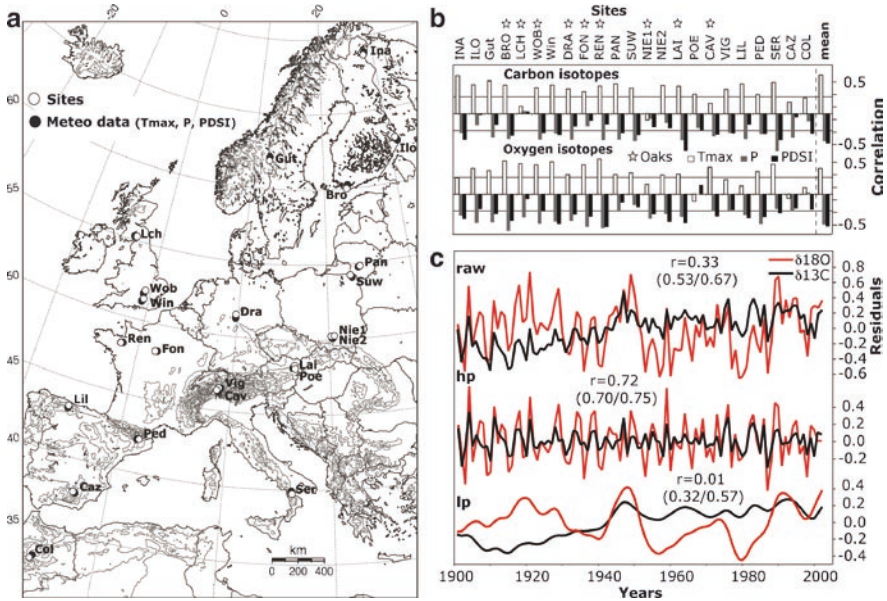 a
-20
-10
0
10
20
60
55
50
45
40
35
Sites
Meteo data (Tmax, P, PDSI)
Ipa
Ilo
Gut
Bro
Lch
Pan
Suw
Wob
Win
Dra
Nie1
Nie2
Ren
Fon
Lai
Poe
Vig
Cav
Lil
Ped
Caz
Ser
Col
km
0 200 400
0
10
20
b
Sites
INA ILO Gut BRO LCH WOB Win DRA FON REN PAN SUW NIE1 NIE2 LAI POE CAV VIG LIL PED SER CAZ COL mean
Carbon isotopes
0.5
-0.5
Oxygen isotopes
Oaks Tmax P PDSI
0.5
-0.5
Correlation
c
raw
r=0.33
(0.53/0.67)
δ18O
δ13C
0.8
0.6
0.4
0.2
0.0
-0.2
-0.4
-0.6
Residuals
hp
r=0.72
(0.70/0.75)
0.4
0.2
0.0
-0.2
lp
r=0.01
(0.32/0.57)
0.4
0.2
0.0
-0.2
-0.4
1900 1920 1940 1960 1980 2000
Years